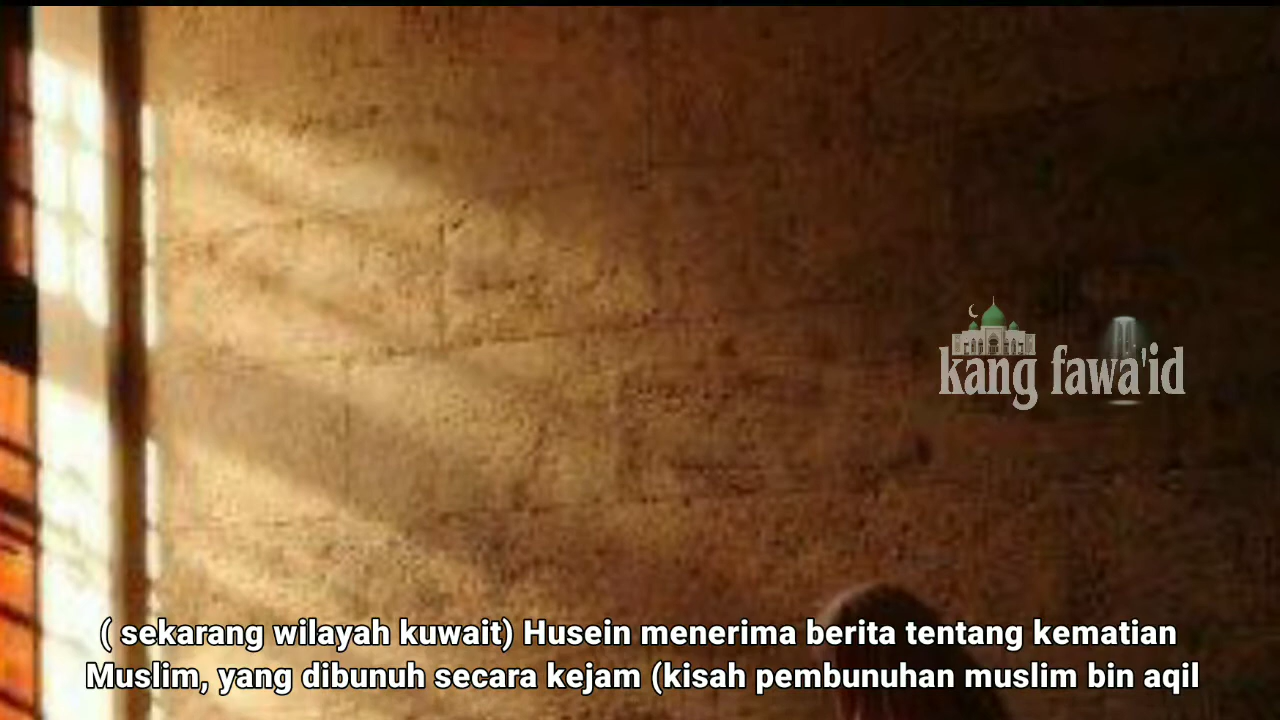 kang fawa'id
( sekarang wilayah kuwait) Husein menerima berita tentang kematian
Muslim, yang dibunuh secara kejam (kisah pembunuhan muslim bin aqil